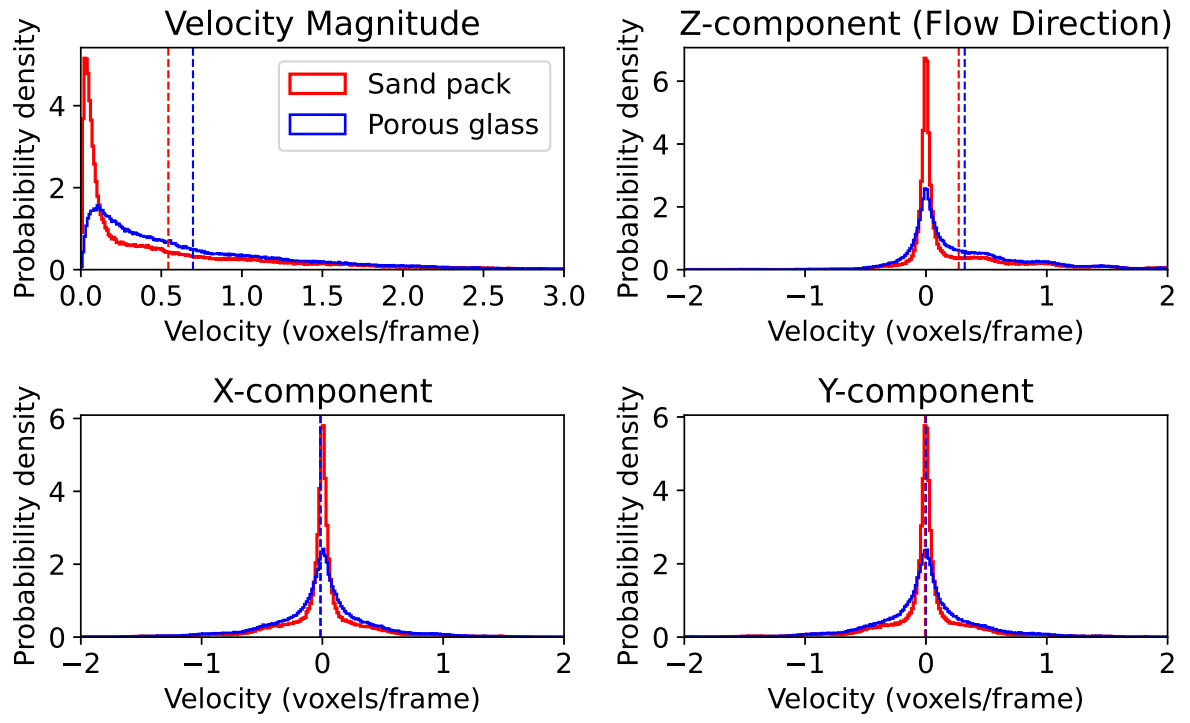 Velocity Magnitude
Probability density
4
2
0
0.0 0.5 1.0 1.5 2.0 2.5 3.0
Velocity (voxels/frame)
Sand pack
Porous glass
Z-component (Flow Direction)
Probability density
6
4
2
0
−2 −1 0 1 2
Velocity (voxels/frame)
X-component
Probability density
6
4
2
0
−2 −1 0 1 2
Velocity (voxels/frame)
Y-component
Probability density
6
4
2
0
−2 −1 0 1 2
Velocity (voxels/frame)